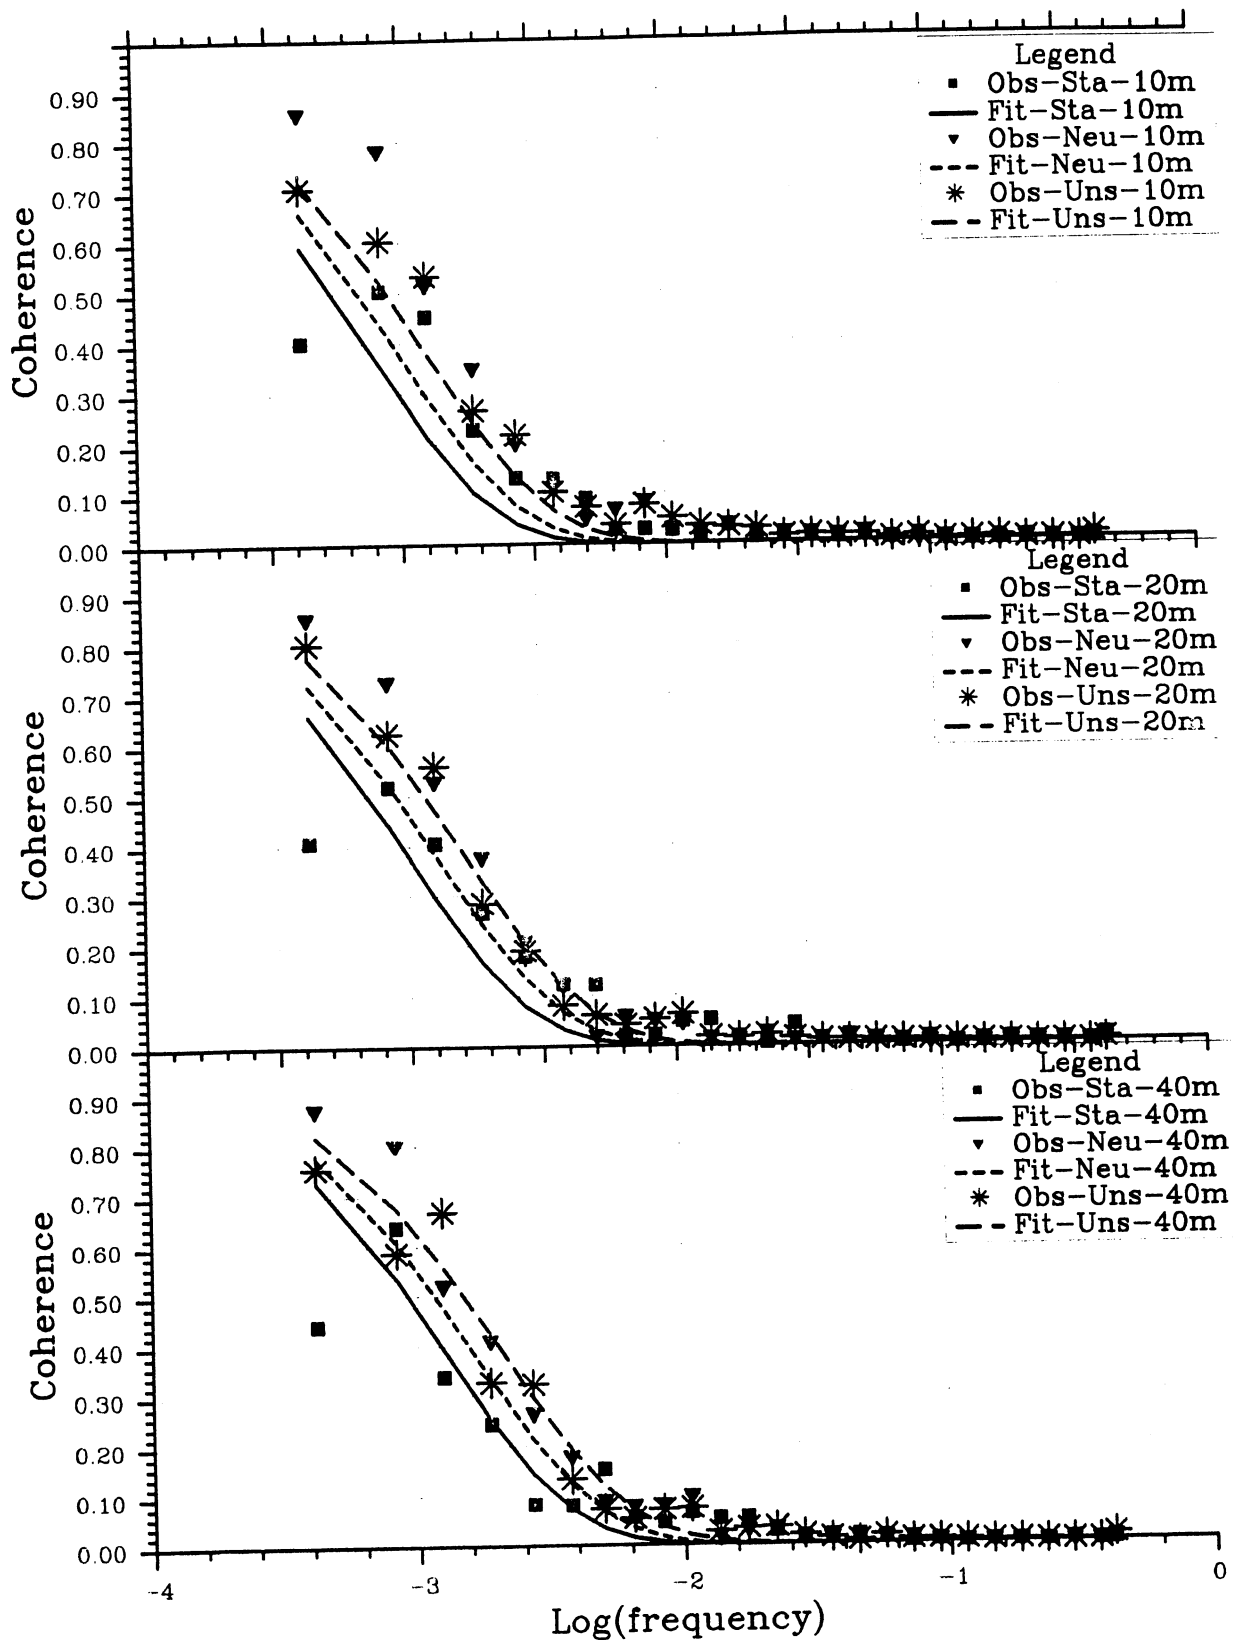 Legend
Obs-Sta-10m
Fit-Sta-10m
Obs-Neu-10m
Fit-Neu-10m
Obs-Uns-10m
Fit-Uns-10m
Coherence
0.90
0.80
0.70
0.60
0.50
0.40
0.30
0.20
0.10
0.00
Legend
Obs-Sta-20m
Fit-Sta-20m
Obs-Neu-20m
Fit-Neu-20m
Obs-Uns-20m
Fit-Uns-20m
Coherence
0.90
0.80
0.70
0.60
0.50
0.40
0.30
0.20
0.10
0.00
Legend
Obs-Sta-40m
Fit-Sta-40m
Obs-Neu-40m
Fit-Neu-40m
Obs-Uns-40m
Fit-Uns-40m
Coherence
0.90
0.80
0.70
0.60
0.50
0.40
0.30
0.20
0.10
0.00
-4 -3 -2 -1 0
Log(frequency)